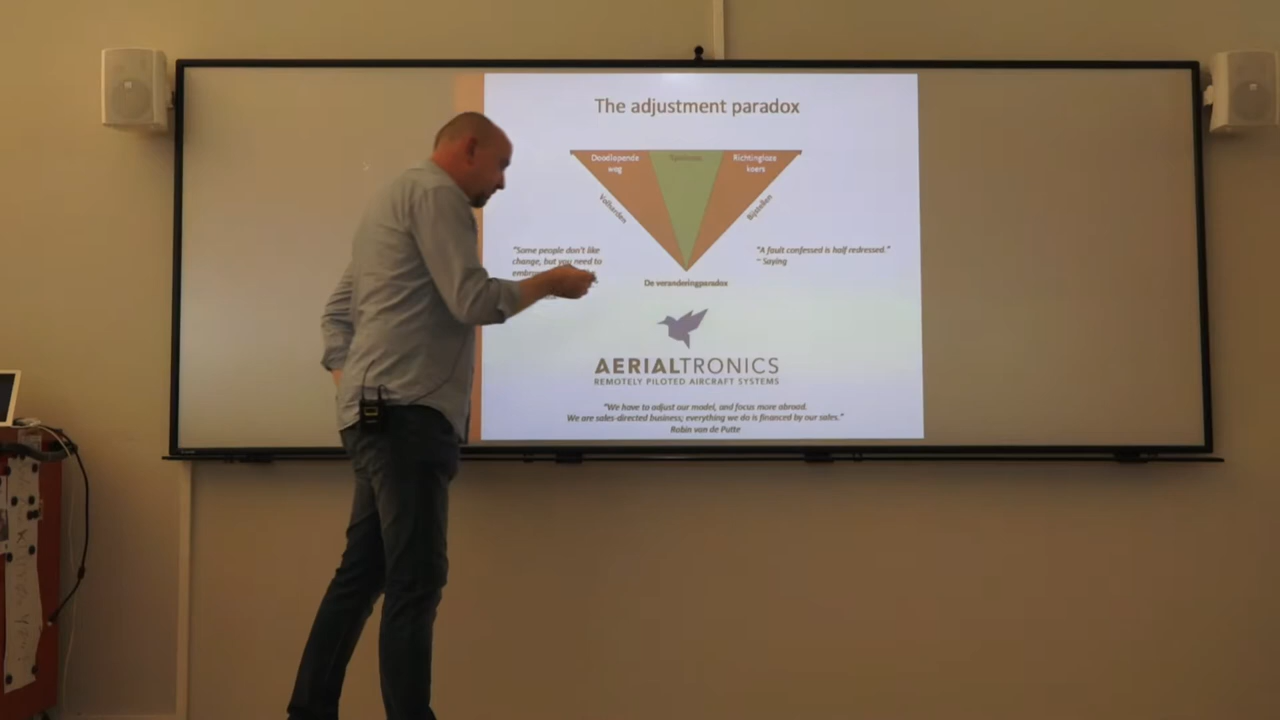 The adjustment paradox
Doodlopende
weg
Richtingloze
koers
Volharden
Bijstellen
"Some people don't like
change, but you need to
"A fault confessed is half redressed."
~ Saying
De veranderingparadox
AERIALTRONICS
REMOTELY PILOTED AIRCRAFT SYSTEMS
"We have to adjust our model, and focus more abroad.
We are sales-directed business; everything we do is financed by our sales."
Robin van de Putte